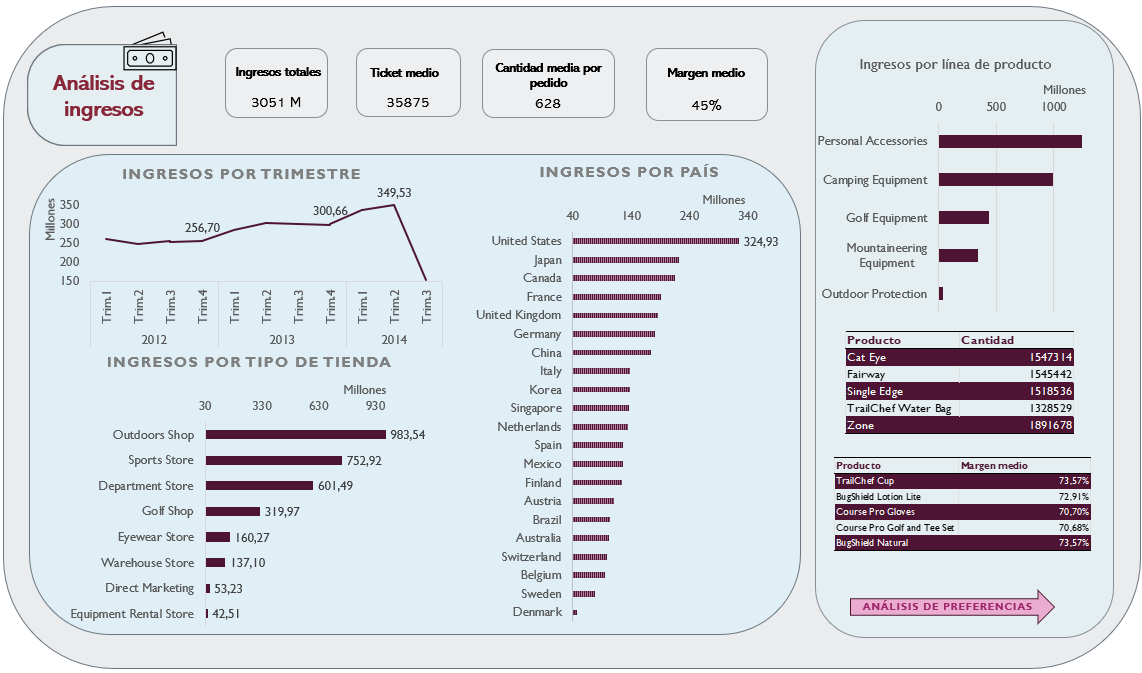 Análisis de
ingresos
Ingresos totales
3051 M
Ticket medio
35875
Cantidad media por
pedido
628
Margen medio
45%
INGRESOS POR TRIMESTRE
Millones
350
300
250
200
150
256,70
300,66
349,53
Trim.1
Trim.2
Trim.3
Trim.4
Trim.1
Trim.2
Trim.3
Trim.4
Trim.1
Trim.2
Trim.3
2012
2013
2014
INGRESOS POR TIPO DE TIENDA
Millones
30 330 630 930
Outdoors Shop 983,54
Sports Store 752,92
Department Store 601,49
Golf Shop 319,97
Eyewear Store 160,27
Warehouse Store 137,10
Direct Marketing 53,23
Equipment Rental Store 42,51
INGRESOS POR PAÍS
Millones
40 140 240 340
United States 324,93
Japan
Canada
France
United Kingdom
Germany
China
Italy
Korea
Singapore
Netherlands
Spain
Mexico
Finland
Austria
Brazil
Australia
Switzerland
Belgium
Sweden
Denmark
Ingresos por línea de producto
Millones
0 500 1000
Personal Accessories
Camping Equipment
Golf Equipment
Mountaineering
Equipment
Outdoor Protection
Producto Cantidad
Cat Eye 1547314
Fairway 1545442
Single Edge 1518536
TrailChef Water Bag 1328529
Zone 1891678
Producto Margen medio
TrailChef Cup 73,57%
BugShield Lotion Lite 72,91%
Course Pro Gloves 70,70%
Course Pro Golf and Tee Set 70,68%
BugShield Natural 73,57%
ANÁLISIS DE PREFERENCIAS